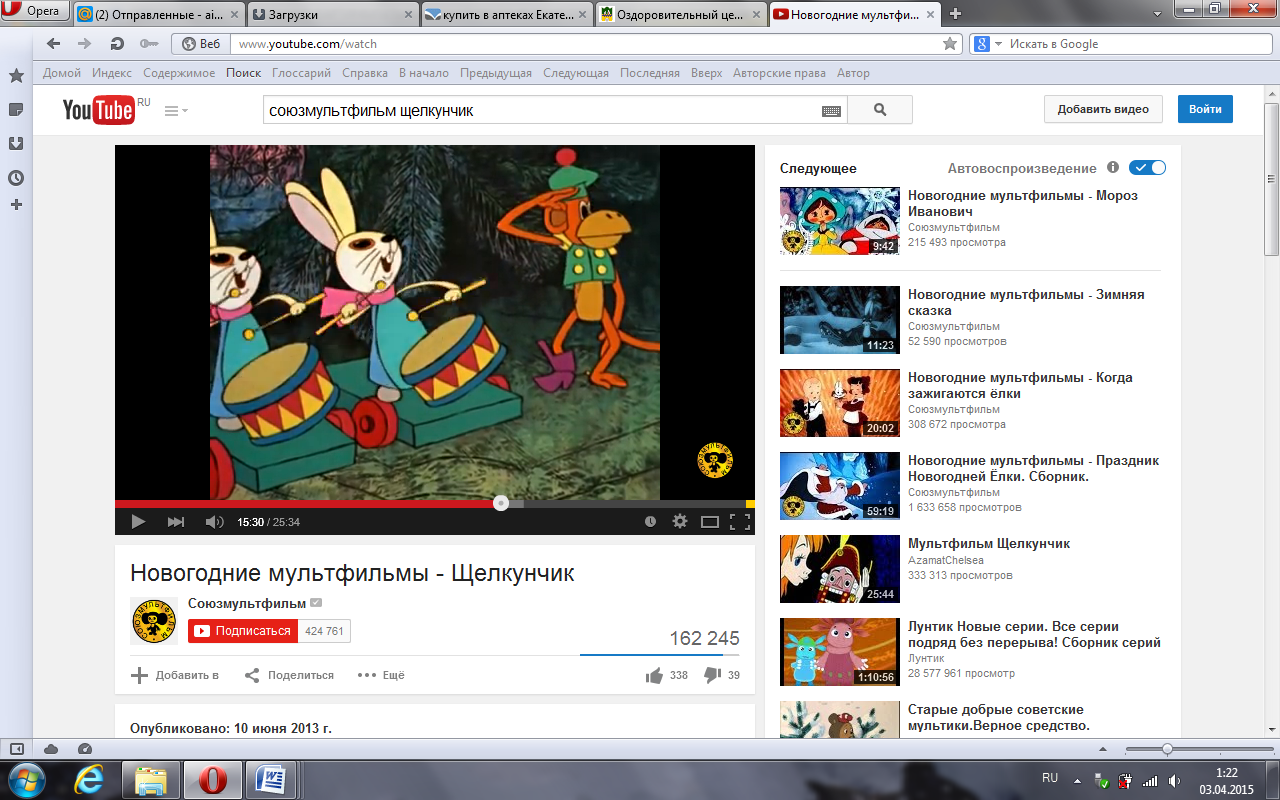 Opera
(2) Отправленные - ai...
Загрузки
купить в аптеках Екате...
Оздоровительный це...
Новогодние мультфи...
Веб
www.youtube.com/watch
Искать в Google
Домой Индекс Содержимое Поиск Глоссарий Справка В начало Предыдущая Следующая Последняя Вверх Авторские права Автор
YouTube RU
союзмультфильм щелкунчик
Добавить видео
Войти
СОЮЗМУЛЬТФИЛЬМ
15:30 / 25:34
Новогодние мультфильмы - Щелкунчик
СОЮЗМУЛЬТФИЛЬМ
Союзмультфильм
Подписаться 424 761
162 245
Добавить в Поделиться Ещё
338 39
Опубликовано: 10 июня 2013 г.
Следующее
Автовоспроизведение
9:42
Новогодние мультфильмы - Мороз
Иванович
Союзмультфильм
215 493 просмотра
11:23
Новогодние мультфильмы - Зимняя
сказка
Союзмультфильм
52 590 просмотров
20:02
Новогодние мультфильмы - Когда
зажигаются ёлки
Союзмультфильм
308 672 просмотра
59:19
Новогодние мультфильмы - Праздник
Новогодней Ёлки. Сборник.
Союзмультфильм
1 633 658 просмотров
25:44
Мультфильм Щелкунчик
AzamatChelsea
333 313 просмотров
1:10:56
Лунтик Новые серии. Все серии
подряд без перерыва! Сборник серий
Лунтик
28 577 961 просмотр
Старые добрые советские
мультики.Верное средство.
RU
1:22
03.04.2015